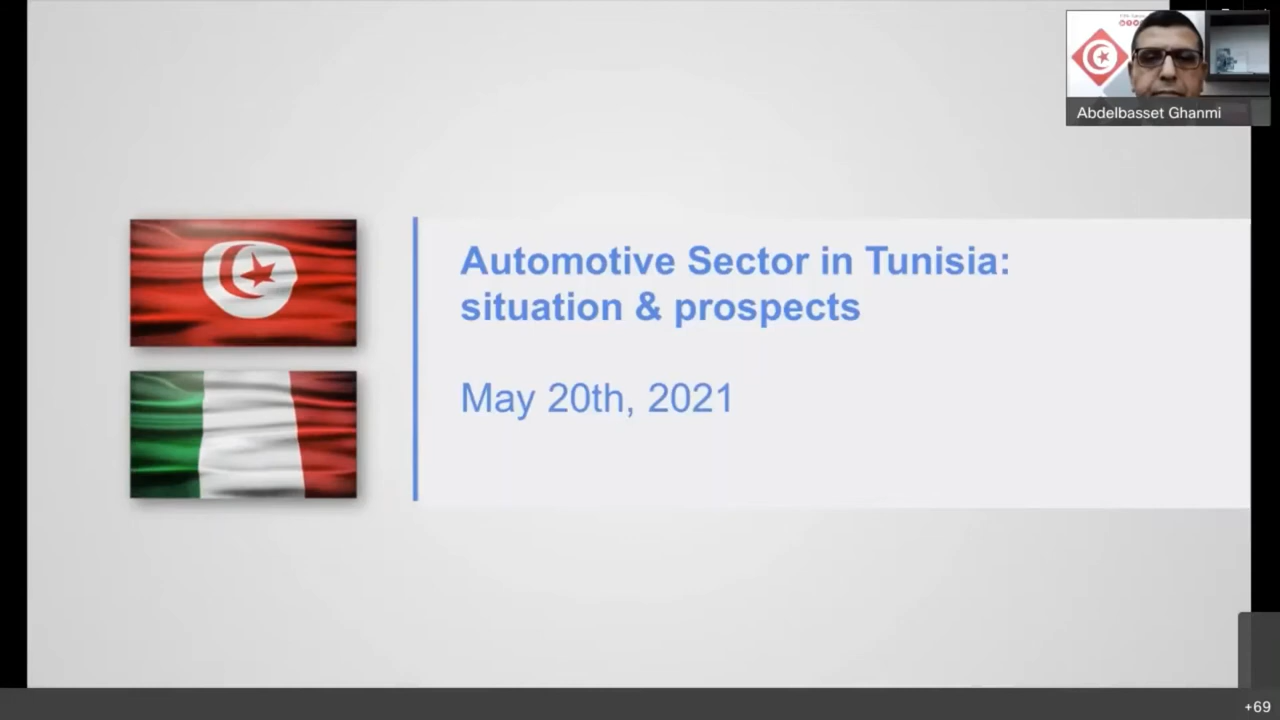 Abdelbasset Ghanmi
Automotive Sector in Tunisia:
situation & prospects
May 20th, 2021
+69